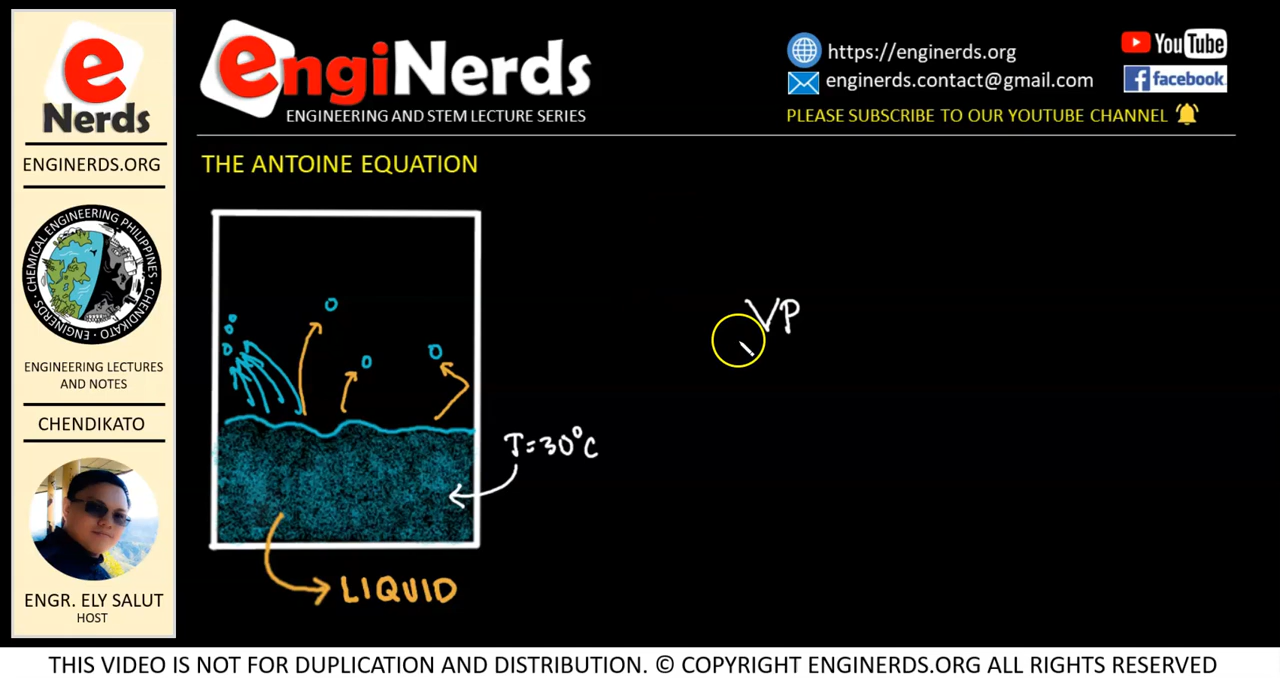 e
Nerds
ENGINERDS.ORG
CHEMICAL ENGINEERING PHILIPPINES
ENGINERDS · CHENDIKATO
ENGINEERING LECTURES
AND NOTES
CHENDIKATO
ENGR. ELY SALUT
HOST
engiNerds
ENGINEERING AND STEM LECTURE SERIES
https://enginerds.org
enginerds.contact@gmail.com
YouTube
facebook
PLEASE SUBSCRIBE TO OUR YOUTUBE CHANNEL
THE ANTOINE EQUATION
VP
T=30°C
LIQUID
THIS VIDEO IS NOT FOR DUPLICATION AND DISTRIBUTION. © COPYRIGHT ENGINERDS.ORG ALL RIGHTS RESERVED